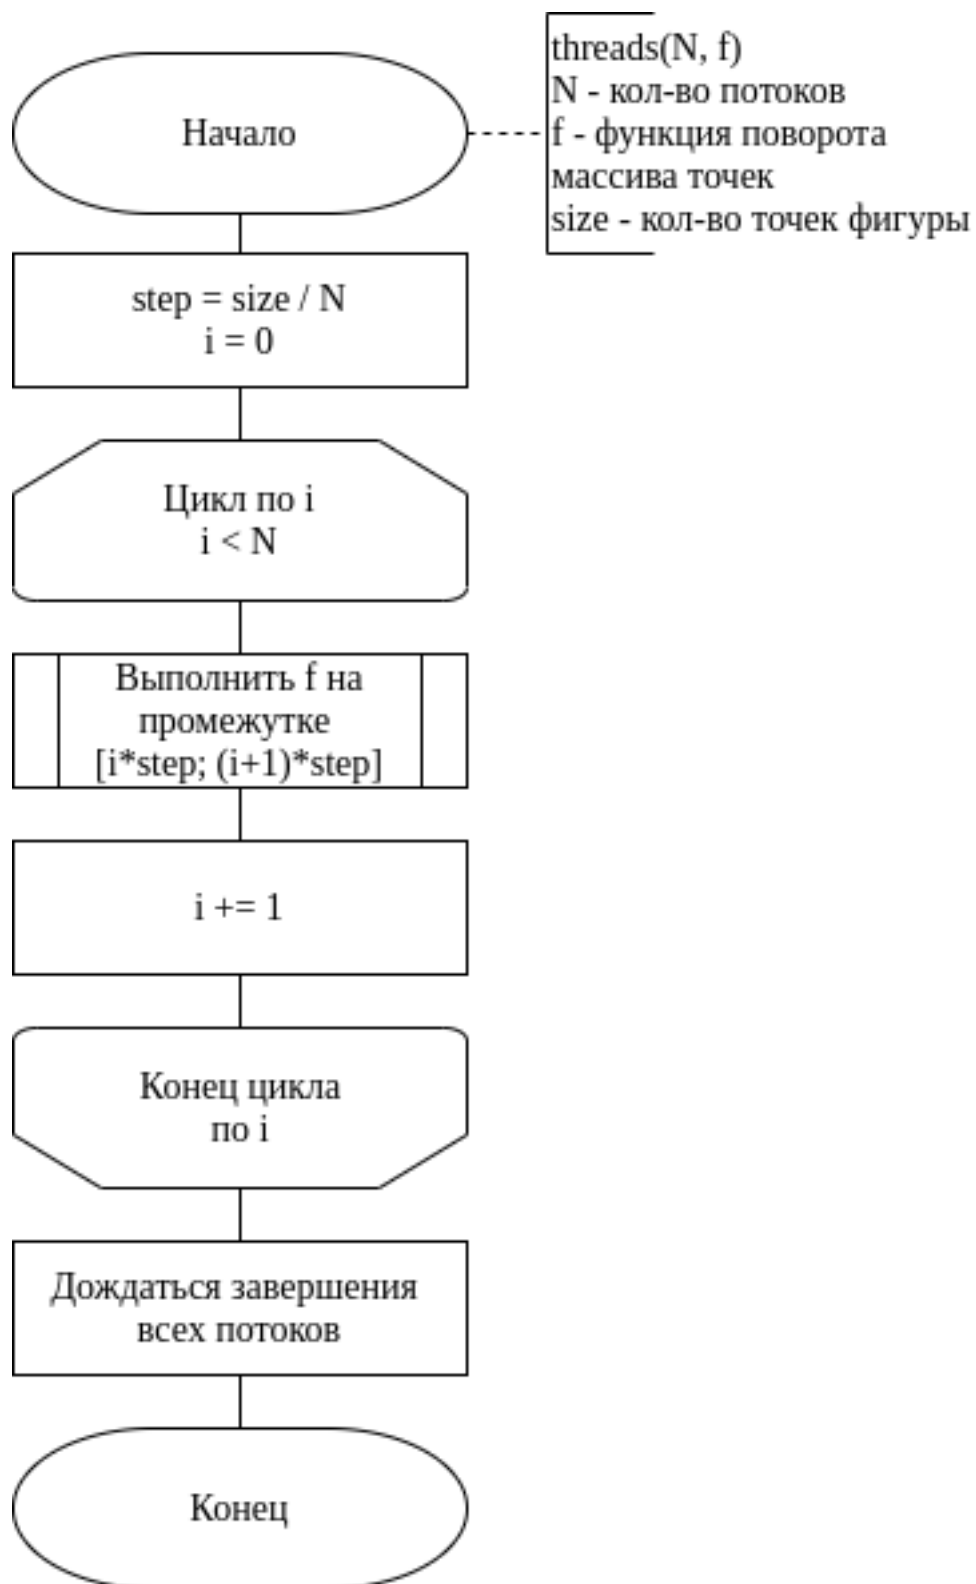 threads(N, f)
N - кол-во потоков
f - функция поворота
массива точек
size - кол-во точек фигуры
Начало
step = size / N
i = 0
Цикл по i
i < N
Выполнить f на
промежутке
[i*step; (i+1)*step]
i += 1
Конец цикла
по i
Дождаться завершения
всех потоков
Конец